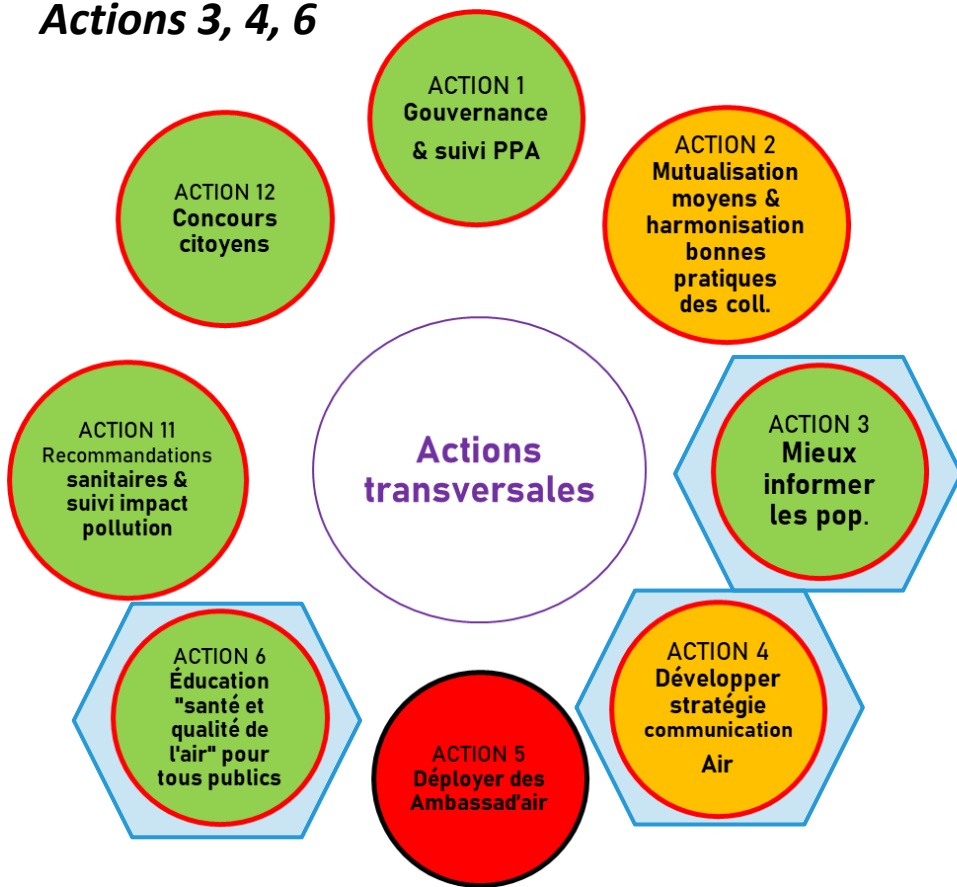 Actions 3, 4, 6
ACTION 1
Gouvernance
& suivi PPA
ACTION 2
Mutualisation
moyens &
harmonisation
bonnes
pratiques
des coll.
ACTION 3
Mieux
informer
les pop.
ACTION 4
Développer
stratégie
communication
Air
ACTION 5
Déployer des
Ambassad'air
ACTION 6
Éducation
"santé et
qualité de
l'air" pour
tous publics
ACTION 11
Recommandations
sanitaires &
suivi impact
pollution
ACTION 12
Concours
citoyens
Actions
transversales